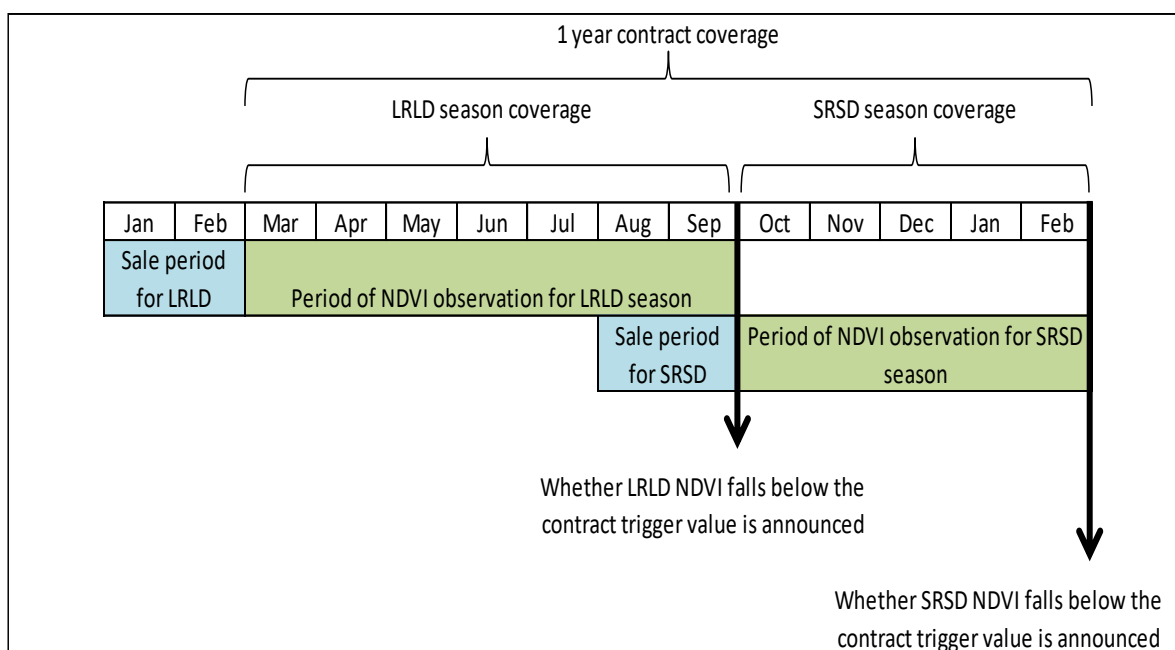 1 year contract coverage
LRLD season coverage
SRSD season coverage
Jan Feb Mar Apr May Jun Jul Aug Sep Oct Nov Dec Jan Feb
Sale period
for LRLD
Period of NDVI observation for LRLD season
Sale period
for SRSD
Period of NDVI observation for SRSD
season
Whether LRLD NDVI falls below the
contract trigger value is announced
Whether SRSD NDVI falls below the
contract trigger value is announced